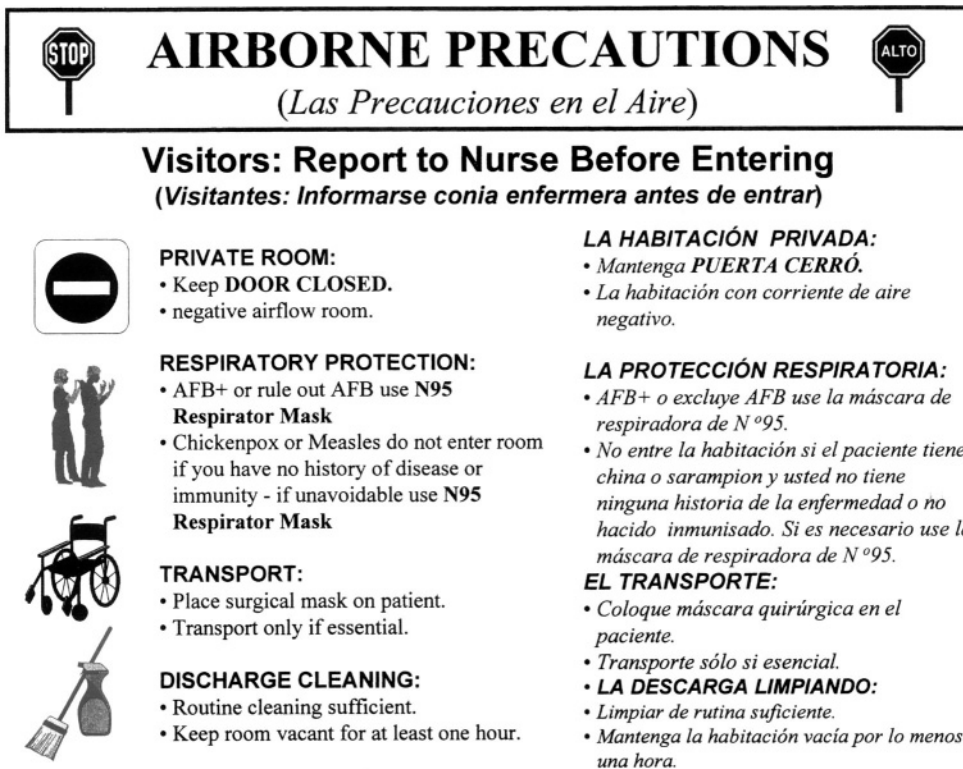 STOP
AIRBORNE PRECAUTIONS
ALTO
(Las Precauciones en el Aire)
Visitors: Report to Nurse Before Entering
(Visitantes: Informarse conia enfermera antes de entrar)
PRIVATE ROOM:
• Keep DOOR CLOSED.
• negative airflow room.
RESPIRATORY PROTECTION:
• AFB+ or rule out AFB use N95
Respirator Mask
• Chickenpox or Measles do not enter room
if you have no history of disease or
immunity - if unavoidable use N95
Respirator Mask
TRANSPORT:
• Place surgical mask on patient.
• Transport only if essential.
DISCHARGE CLEANING:
• Routine cleaning sufficient.
• Keep room vacant for at least one hour.
LA HABITACIÓN PRIVADA:
• Mantenga PUERTA CERRÓ.
• La habitación con corriente de aire
negativo.
LA PROTECCIÓN RESPIRATORIA:
• AFB+ o excluye AFB use la máscara de
respiradora de N º95.
• No entre la habitación si el paciente tiene
china o sarampion y usted no tiene
ninguna historia de la enfermedad o no
hacido inmunisado. Si es necesario use la
máscara de respiradora de N º95.
EL TRANSPORTE:
• Coloque máscara quirúrgica en el
paciente.
• Transporte sólo si esencial.
• LA DESCARGA LIMPIANDO:
• Limpiar de rutina suficiente.
• Mantenga la habitación vacía por lo menos
una hora.